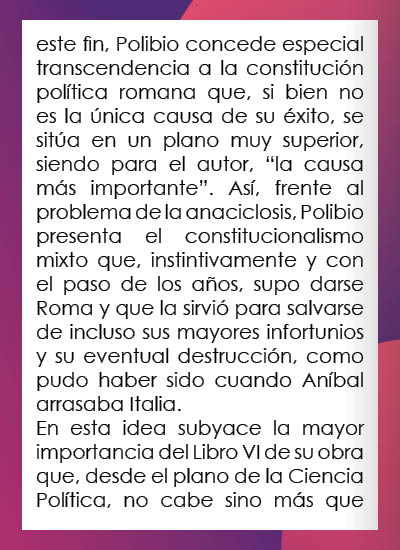 este fin, Polibio concede especial
transcendencia a la constitución
política romana que, si bien no
es la única causa de su éxito, se
sitúa en un plano muy superior,
siendo para el autor, “la causa
más importante”. Así, frente al
problema de la anaciclosis, Polibio
presenta el constitucionalismo
mixto que, instintivamente y con
el paso de los años, supo darse
Roma y que la sirvió para salvarse
de incluso sus mayores infortunios
y su eventual destrucción, como
pudo haber sido cuando Aníbal
arrasaba Italia.
En esta idea subyace la mayor
importancia del Libro VI de su obra
que, desde el plano de la Ciencia
Política, no cabe sino más que